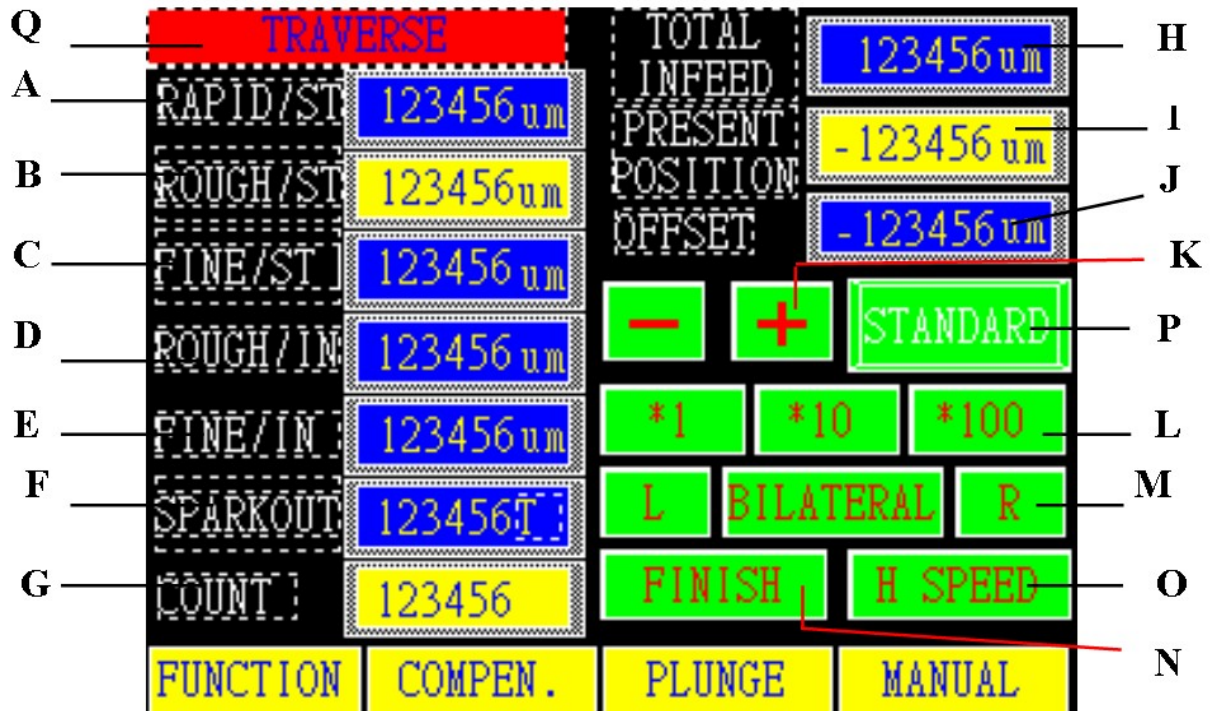 Q
TRAVERSE
A
RAPID/ST
123456um
B
ROUGH/ST
123456um
C
FINE/ST
123456um
D
ROUGH/IN
123456um
E
FINE/IN
123456um
F
SPARKOUT
123456T
G
COUNT
123456
TOTAL
INFEED
123456um
H
PRESENT
POSITION
-123456um
I
OFFSET
-123456um
J
K
- + STANDARD
P
*1 *10 *100
L
L BILATERAL R
M
FINISH H SPEED
O
N
FUNCTION COMPEN. PLUNGE MANUAL